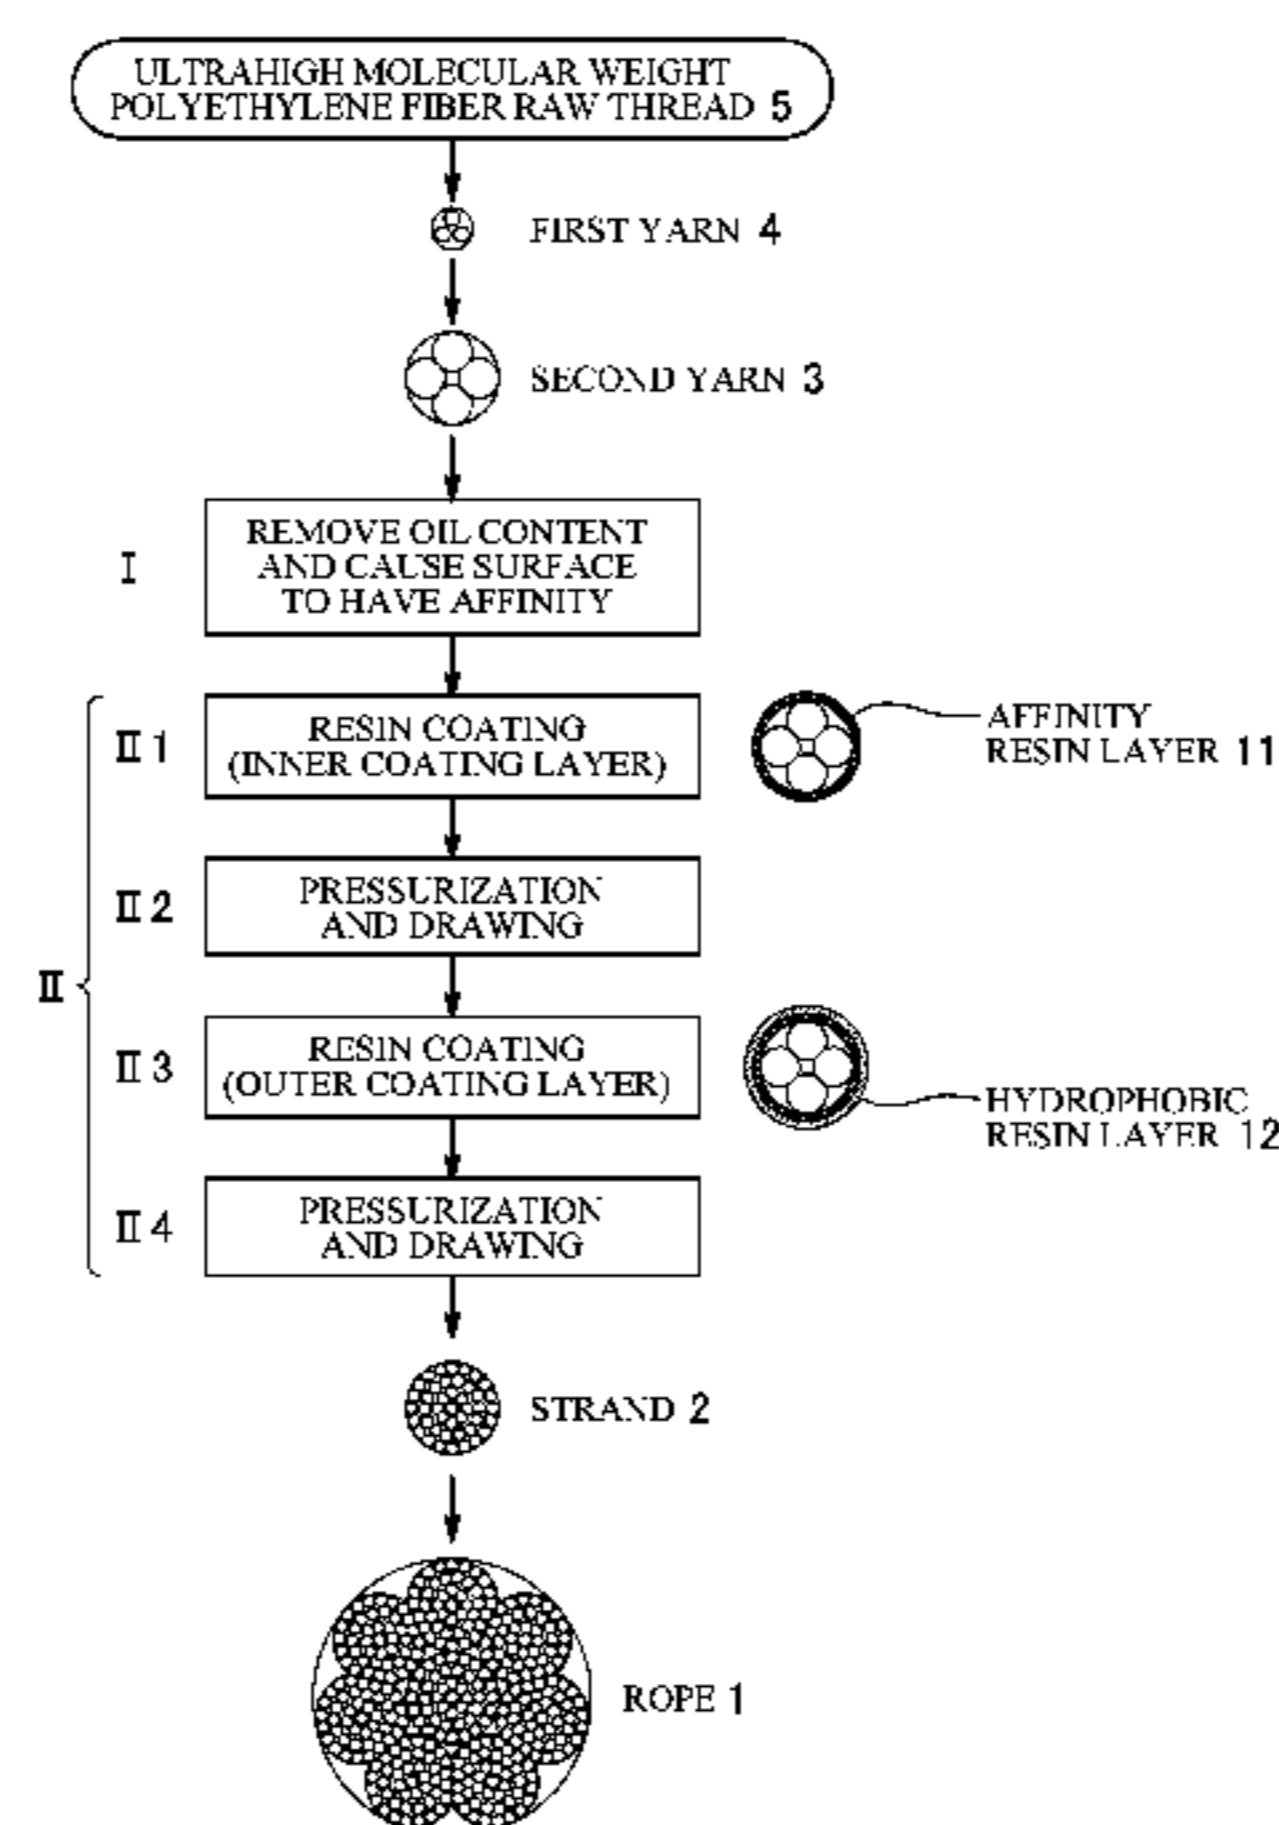 ULTRAHIGH MOLECULAR WEIGHT
POLYETHYLENE FIBER RAW THREAD 5
FIRST YARN 4
SECOND YARN 3
I
REMOVE OIL CONTENT
AND CAUSE SURFACE
TO HAVE AFFINITY
II
II 1
RESIN COATING
(INNER COATING LAYER)
AFFINITY
RESIN LAYER 11
II 2
PRESSURIZATION
AND DRAWING
II 3
RESIN COATING
(OUTER COATING LAYER)
HYDROPHOBIC
RESIN LAYER 12
II 4
PRESSURIZATION
AND DRAWING
STRAND 2
ROPE 1